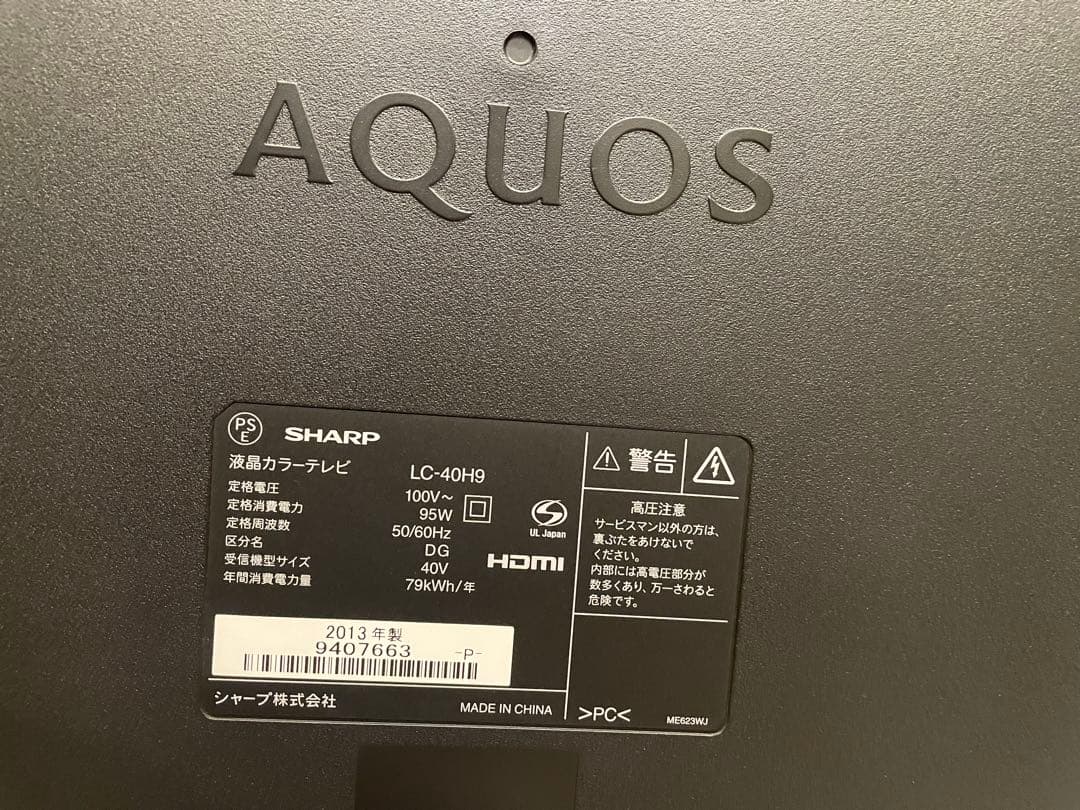 AQUOS
PS
E
SHARP
液晶カラーテレビ LC-40H9
定格電圧 100V～
定格消費電力 95W
定格周波数 50/60Hz
区分名 DG
受信機型サイズ 40V
年間消費電力量 79kWh/年
UL Japan
HDMI
2013年製
9407663 -P-
シャープ株式会社 MADE IN CHINA
警告
高圧注意
サービスマン以外の方は、
裏ぶたをあけないで
ください。
内部には高電圧部分が
数多くあり、万一さわると
危険です。
>PC< ME623WJ